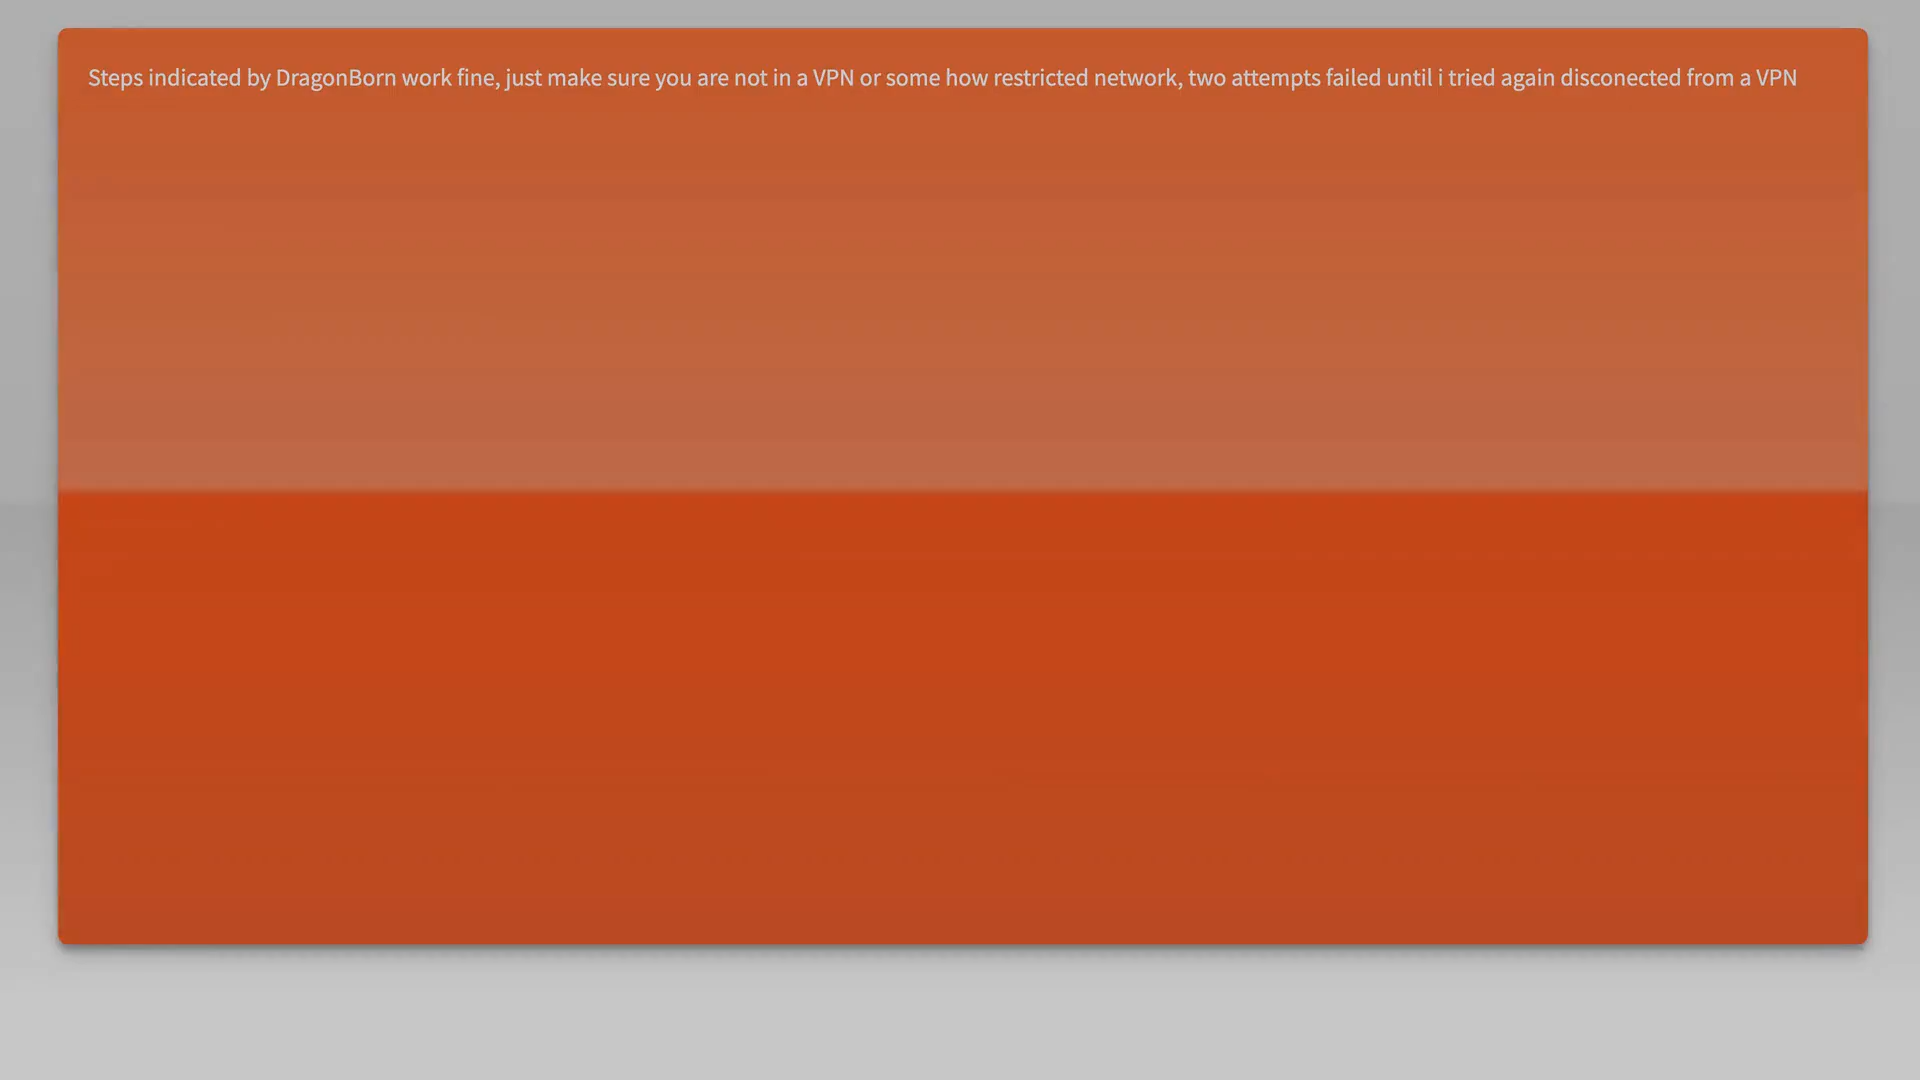 Steps indicated by DragonBorn work fine, just make sure you are not in a VPN or some how restricted network, two attempts failed until i tried again disconected from a VPN